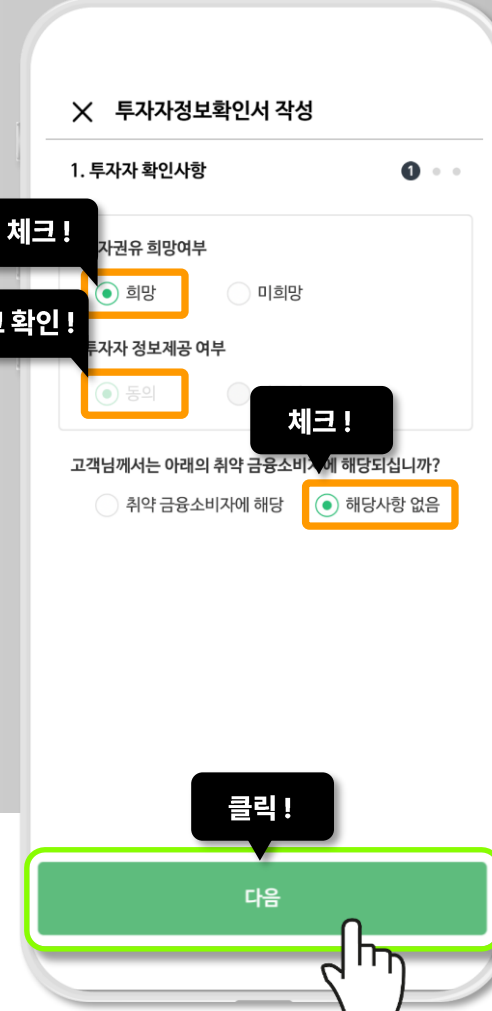 투자자정보확인서 작성
1. 투자자 확인사항
1
체크 !
자권유 희망여부
희망
미희망
확인 !
투자자 정보제공 여부
동의
체크 !
고객님께서는 아래의 취약 금융소비자에 해당되십니까?
취약 금융소비자에 해당
해당사항 없음
클릭 !
다음